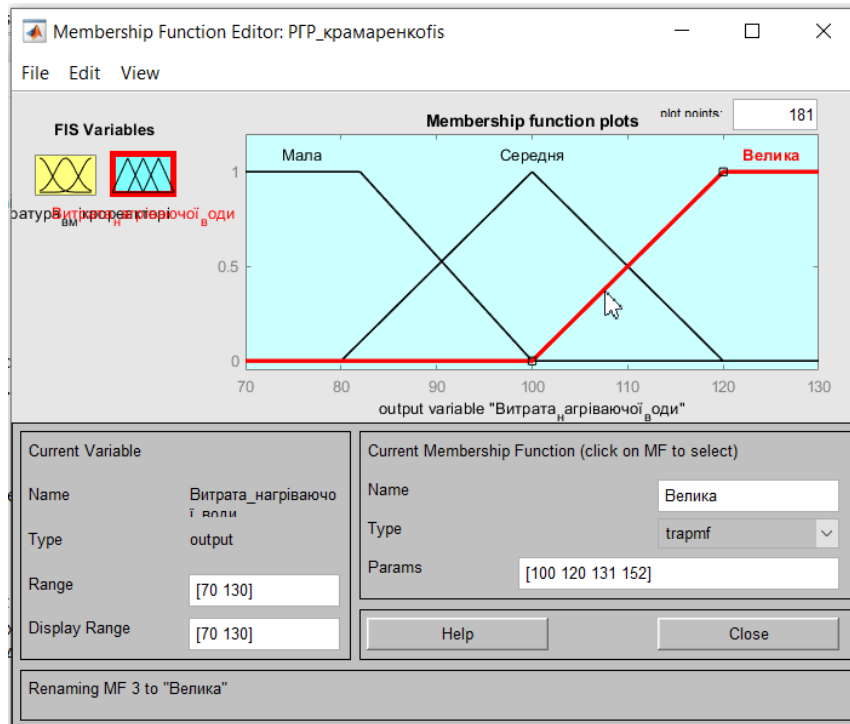 Membership Function Editor: РГР_крамаренкоfis
File Edit View
FIS Variables
Membership function plots
plot points: 181
Мала Середня Велика
1
0.5
0
70 80 90 100 110 120 130
output variable "Витрата_нагріваючої_води"
Current Variable
Name Витрата_нагріваючо
ї_води
Type output
Range [70 130]
Display Range [70 130]
Current Membership Function (click on MF to select)
Name Велика
Type trapmf
Params [100 120 131 152]
Help Close
Renaming MF 3 to "Велика"